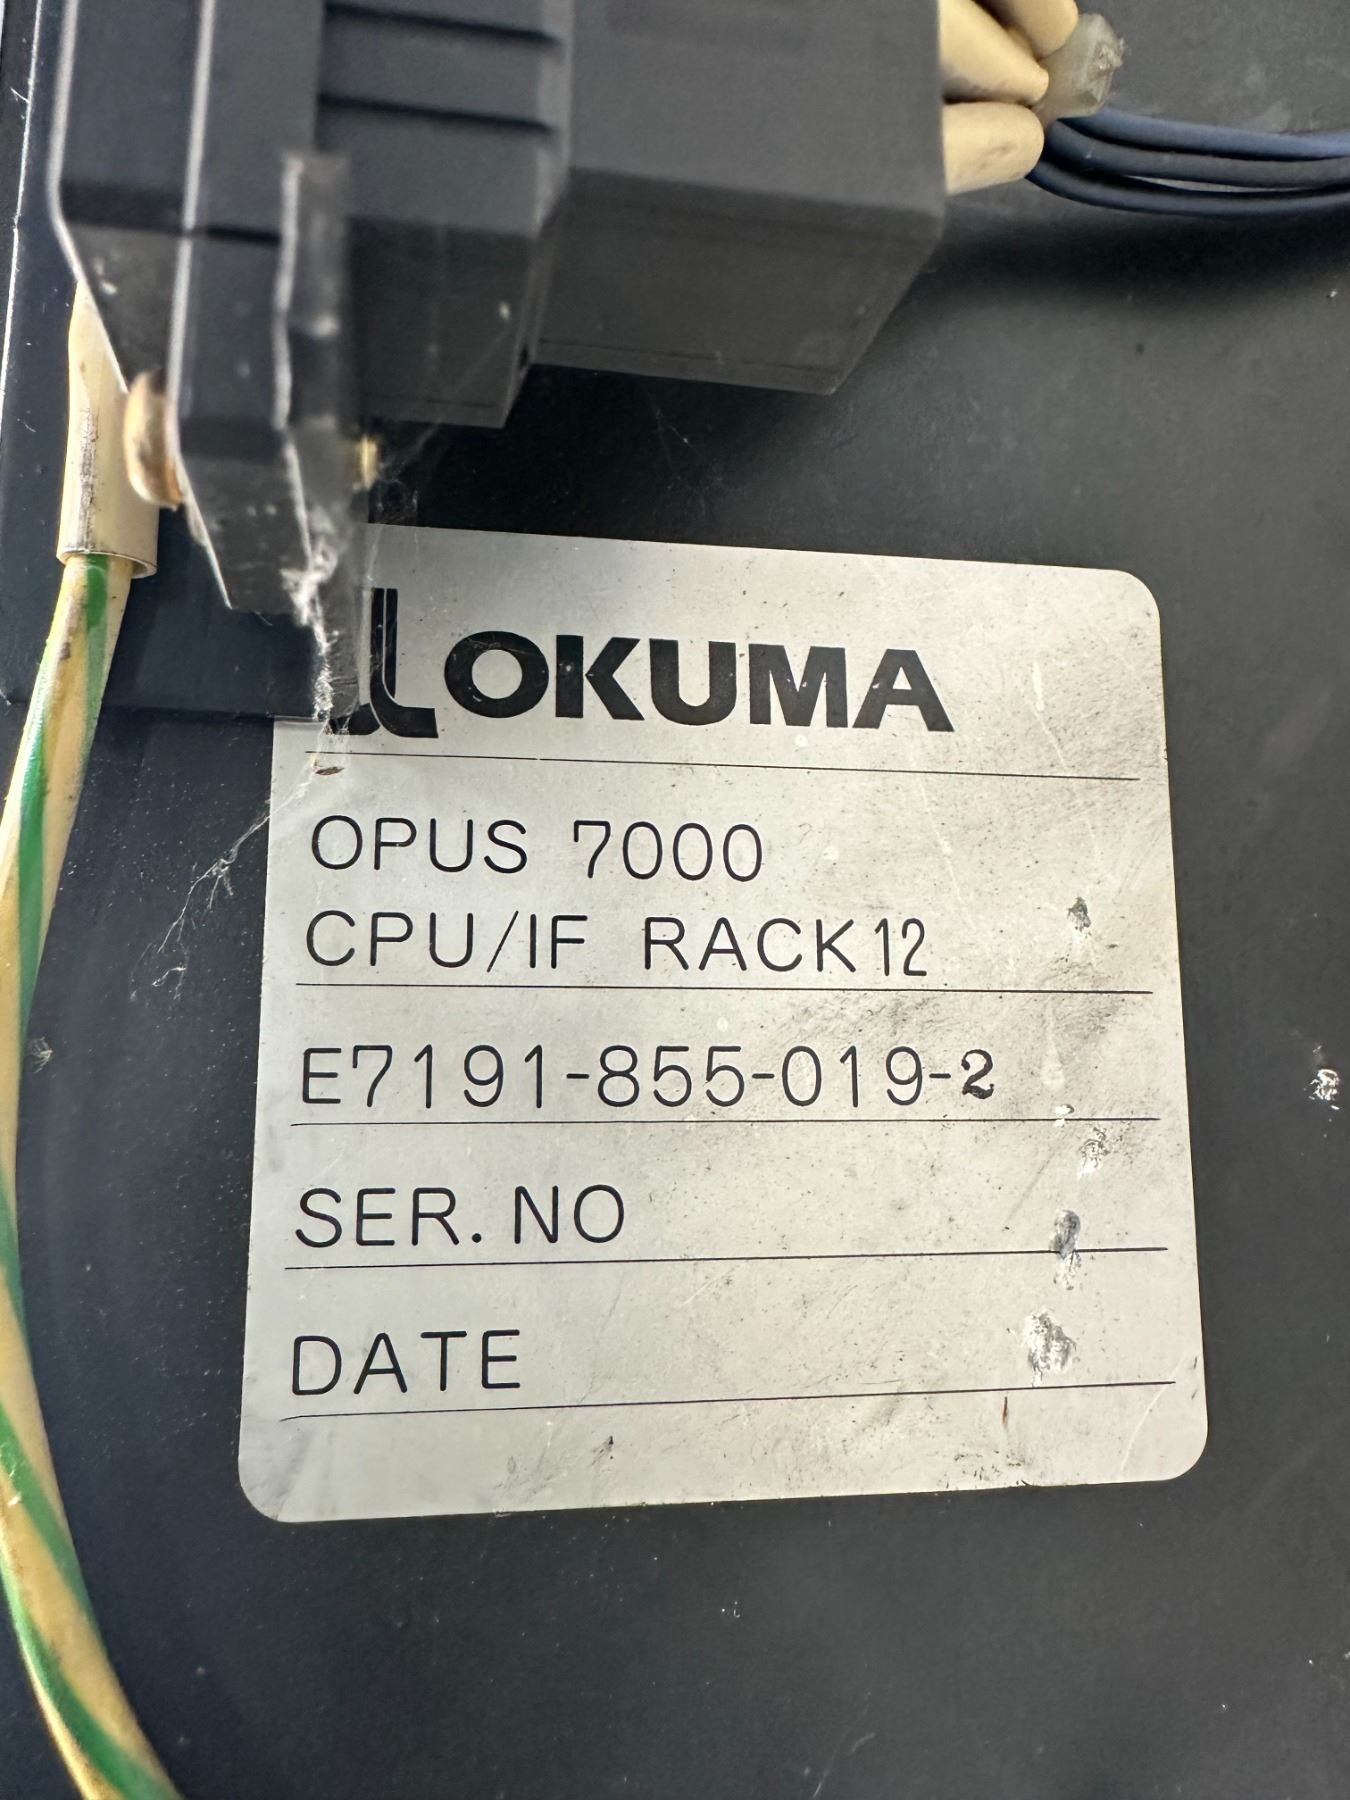 OKUMA
OPUS 7000
CPU/IF RACK12
E7191-855-019-2
SER. NO
DATE